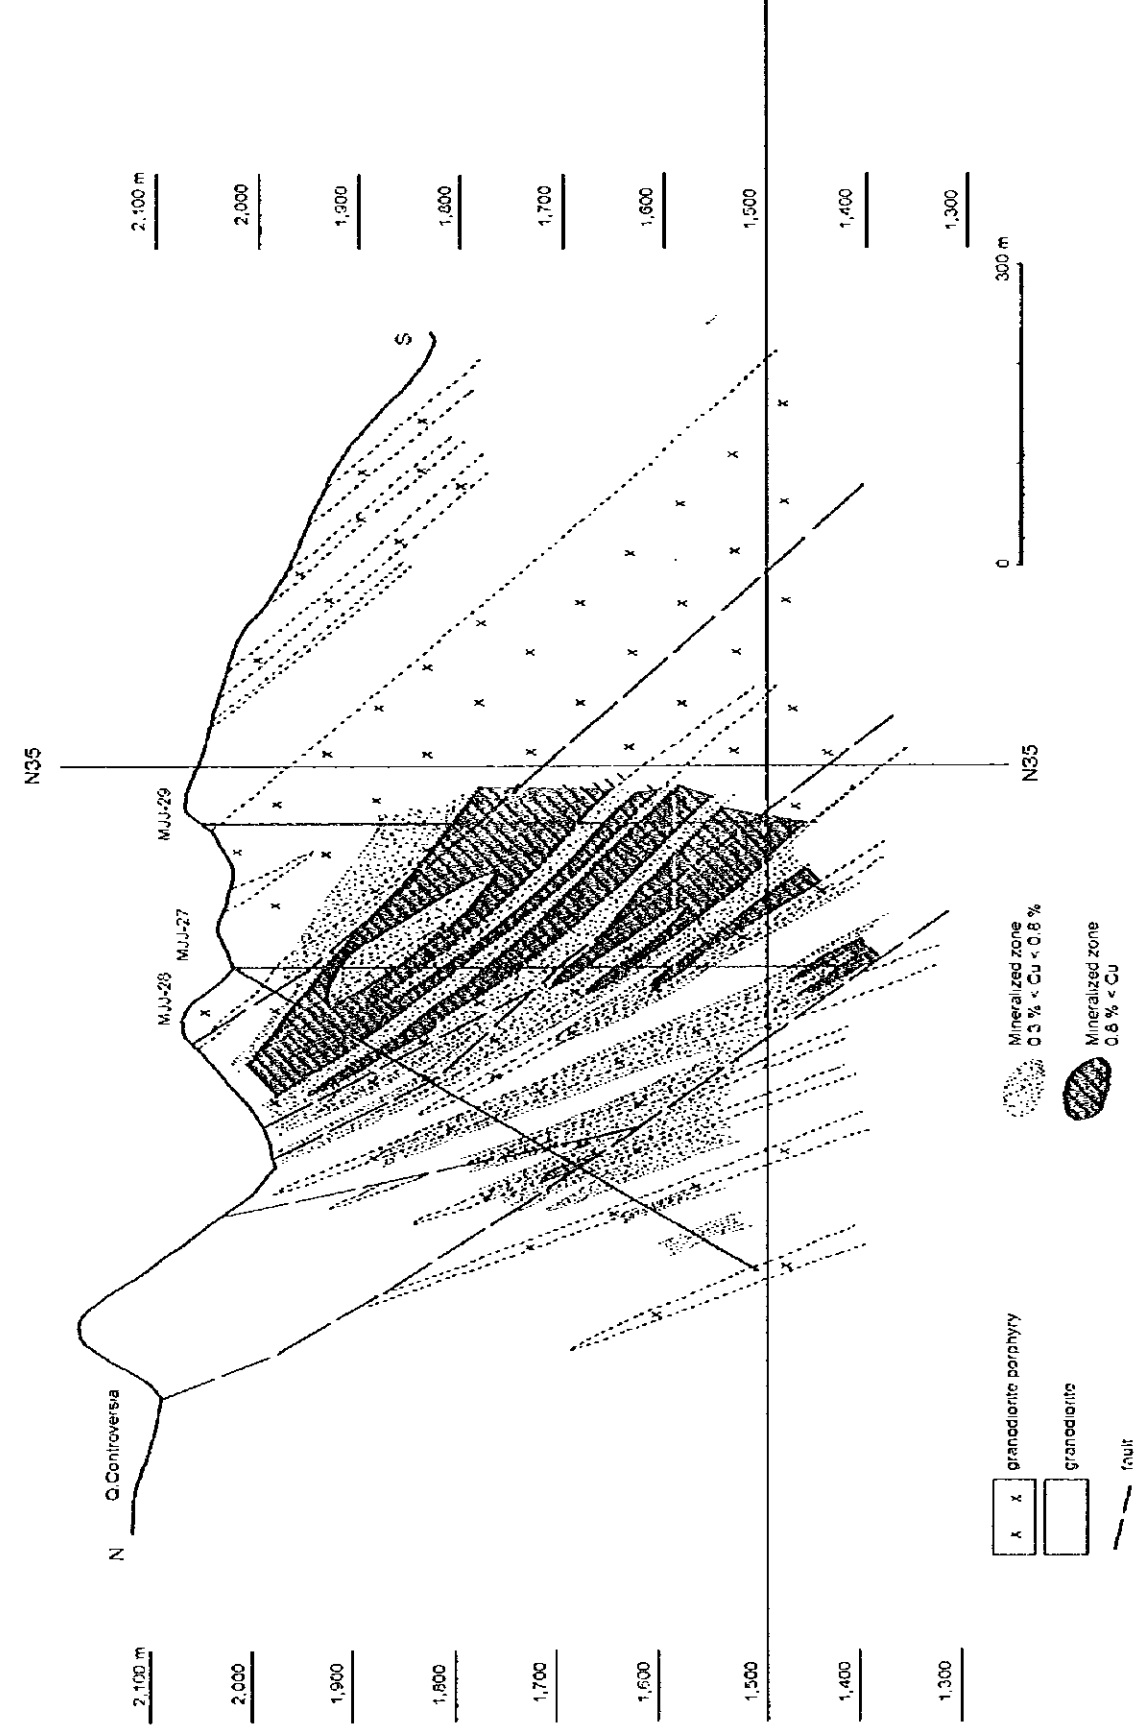 N
Q.Controversia
MJJ-28
MJJ-27
MJJ-29
N35
S
2,100 m
2,000
1,900
1,800
1,700
1,600
1,500
1,400
1,300
2,100 m
2,000
1,900
1,800
1,700
1,600
1,500
1,400
1,300
N35
0
300 m
x x granodiorite porphyry
granodiorite
fault
Mineralized zone
0.3 % < Cu < 0.8 %
Mineralized zone
0.8 % < Cu